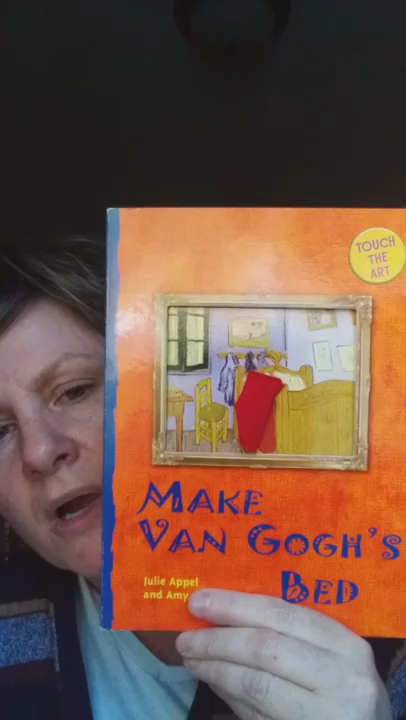 TOUCH
THE
ART
MAKE
VAN GOGH'S
BED
Julie Appel
and Amy